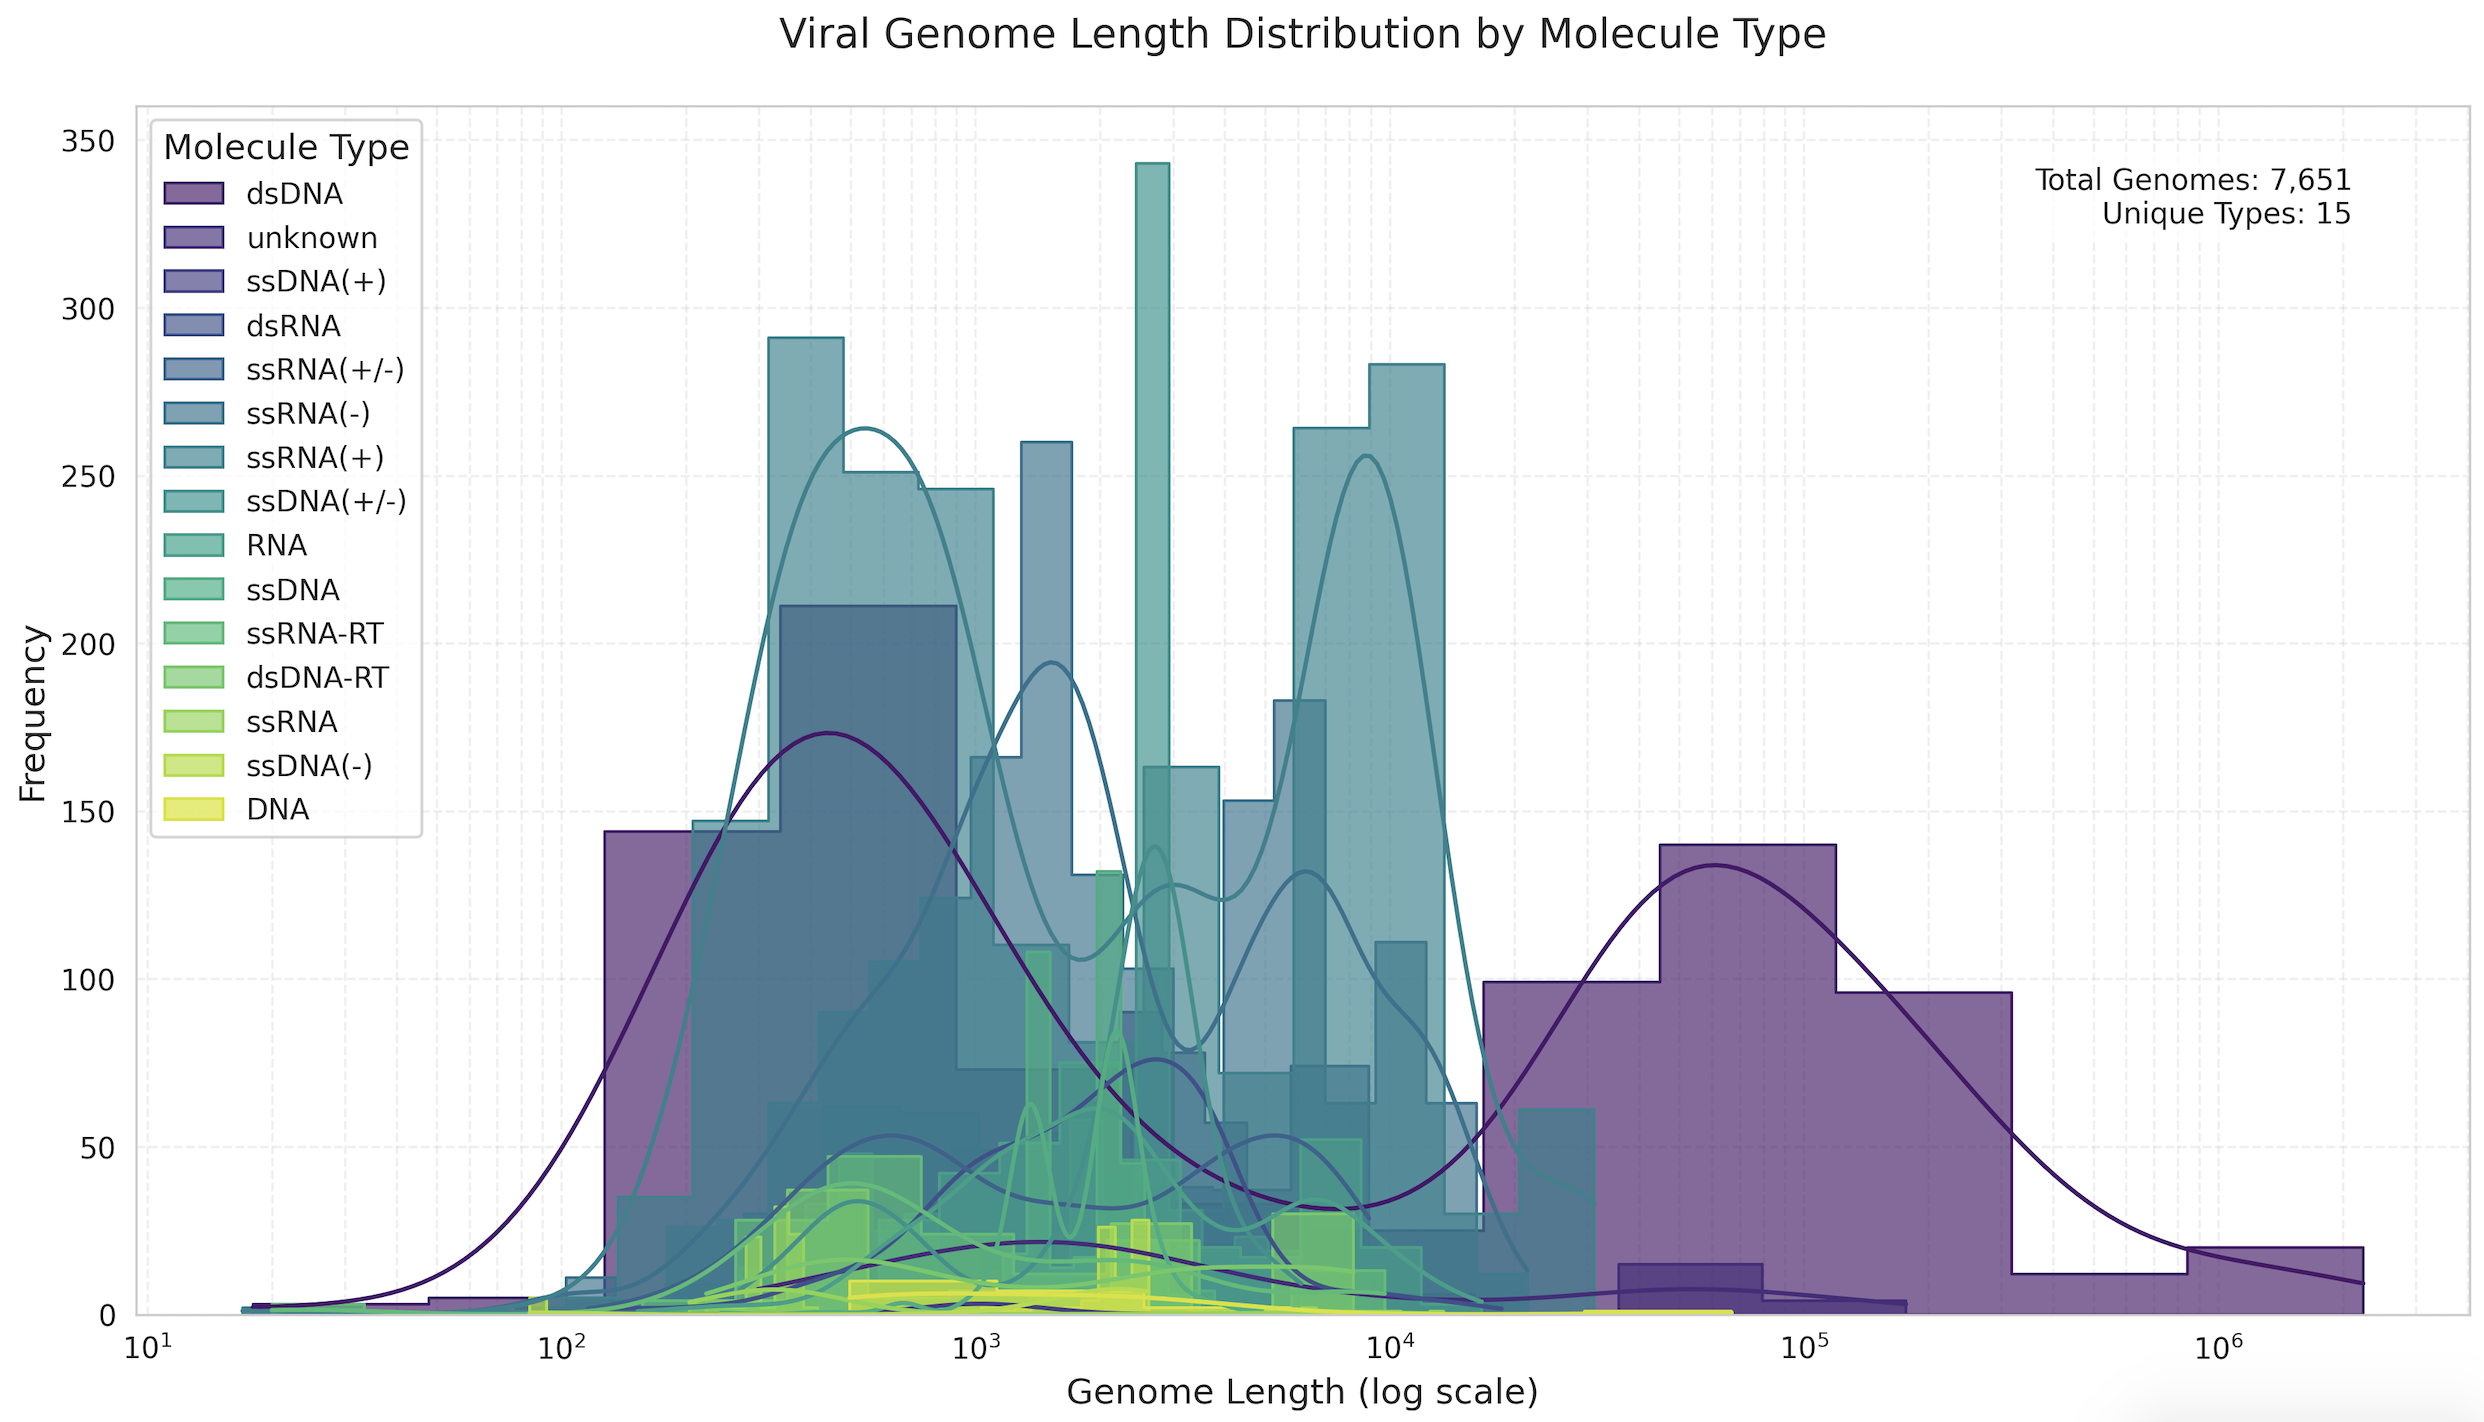 Viral Genome Length Distribution by Molecule Type
Molecule Type
dsDNA
unknown
ssDNA(+)
dsRNA
ssRNA(+/-)
ssRNA(-)
ssRNA(+)
ssDNA(+/-)
RNA
ssDNA
ssRNA-RT
dsDNA-RT
ssRNA
ssDNA(-)
DNA
Total Genomes: 7,651
Unique Types: 15
Frequency
350
300
250
200
150
100
50
0
10¹ 10² 10³ 10⁴ 10⁵ 10⁶
Genome Length (log scale)